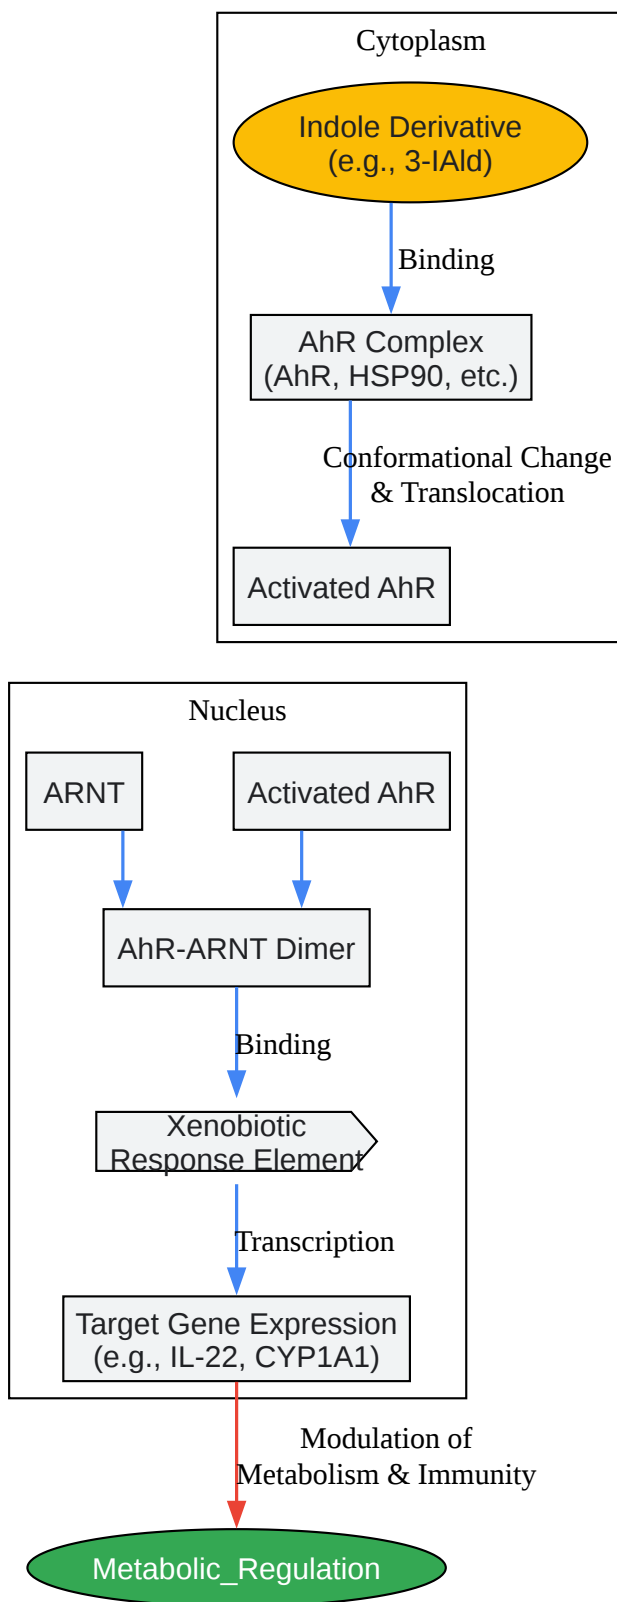 Cytoplasm
Indole Derivative
(e.g., 3-IAld)
Binding
AhR Complex
(AhR, HSP90, etc.)
Conformational Change
& Translocation
Activated AhR
Nucleus
ARNT
Activated AhR
AhR-ARNT Dimer
Binding
Xenobiotic
Response Element
Transcription
Target Gene Expression
(e.g., IL-22, CYP1A1)
Modulation of
Metabolism & Immunity
Metabolic_Regulation